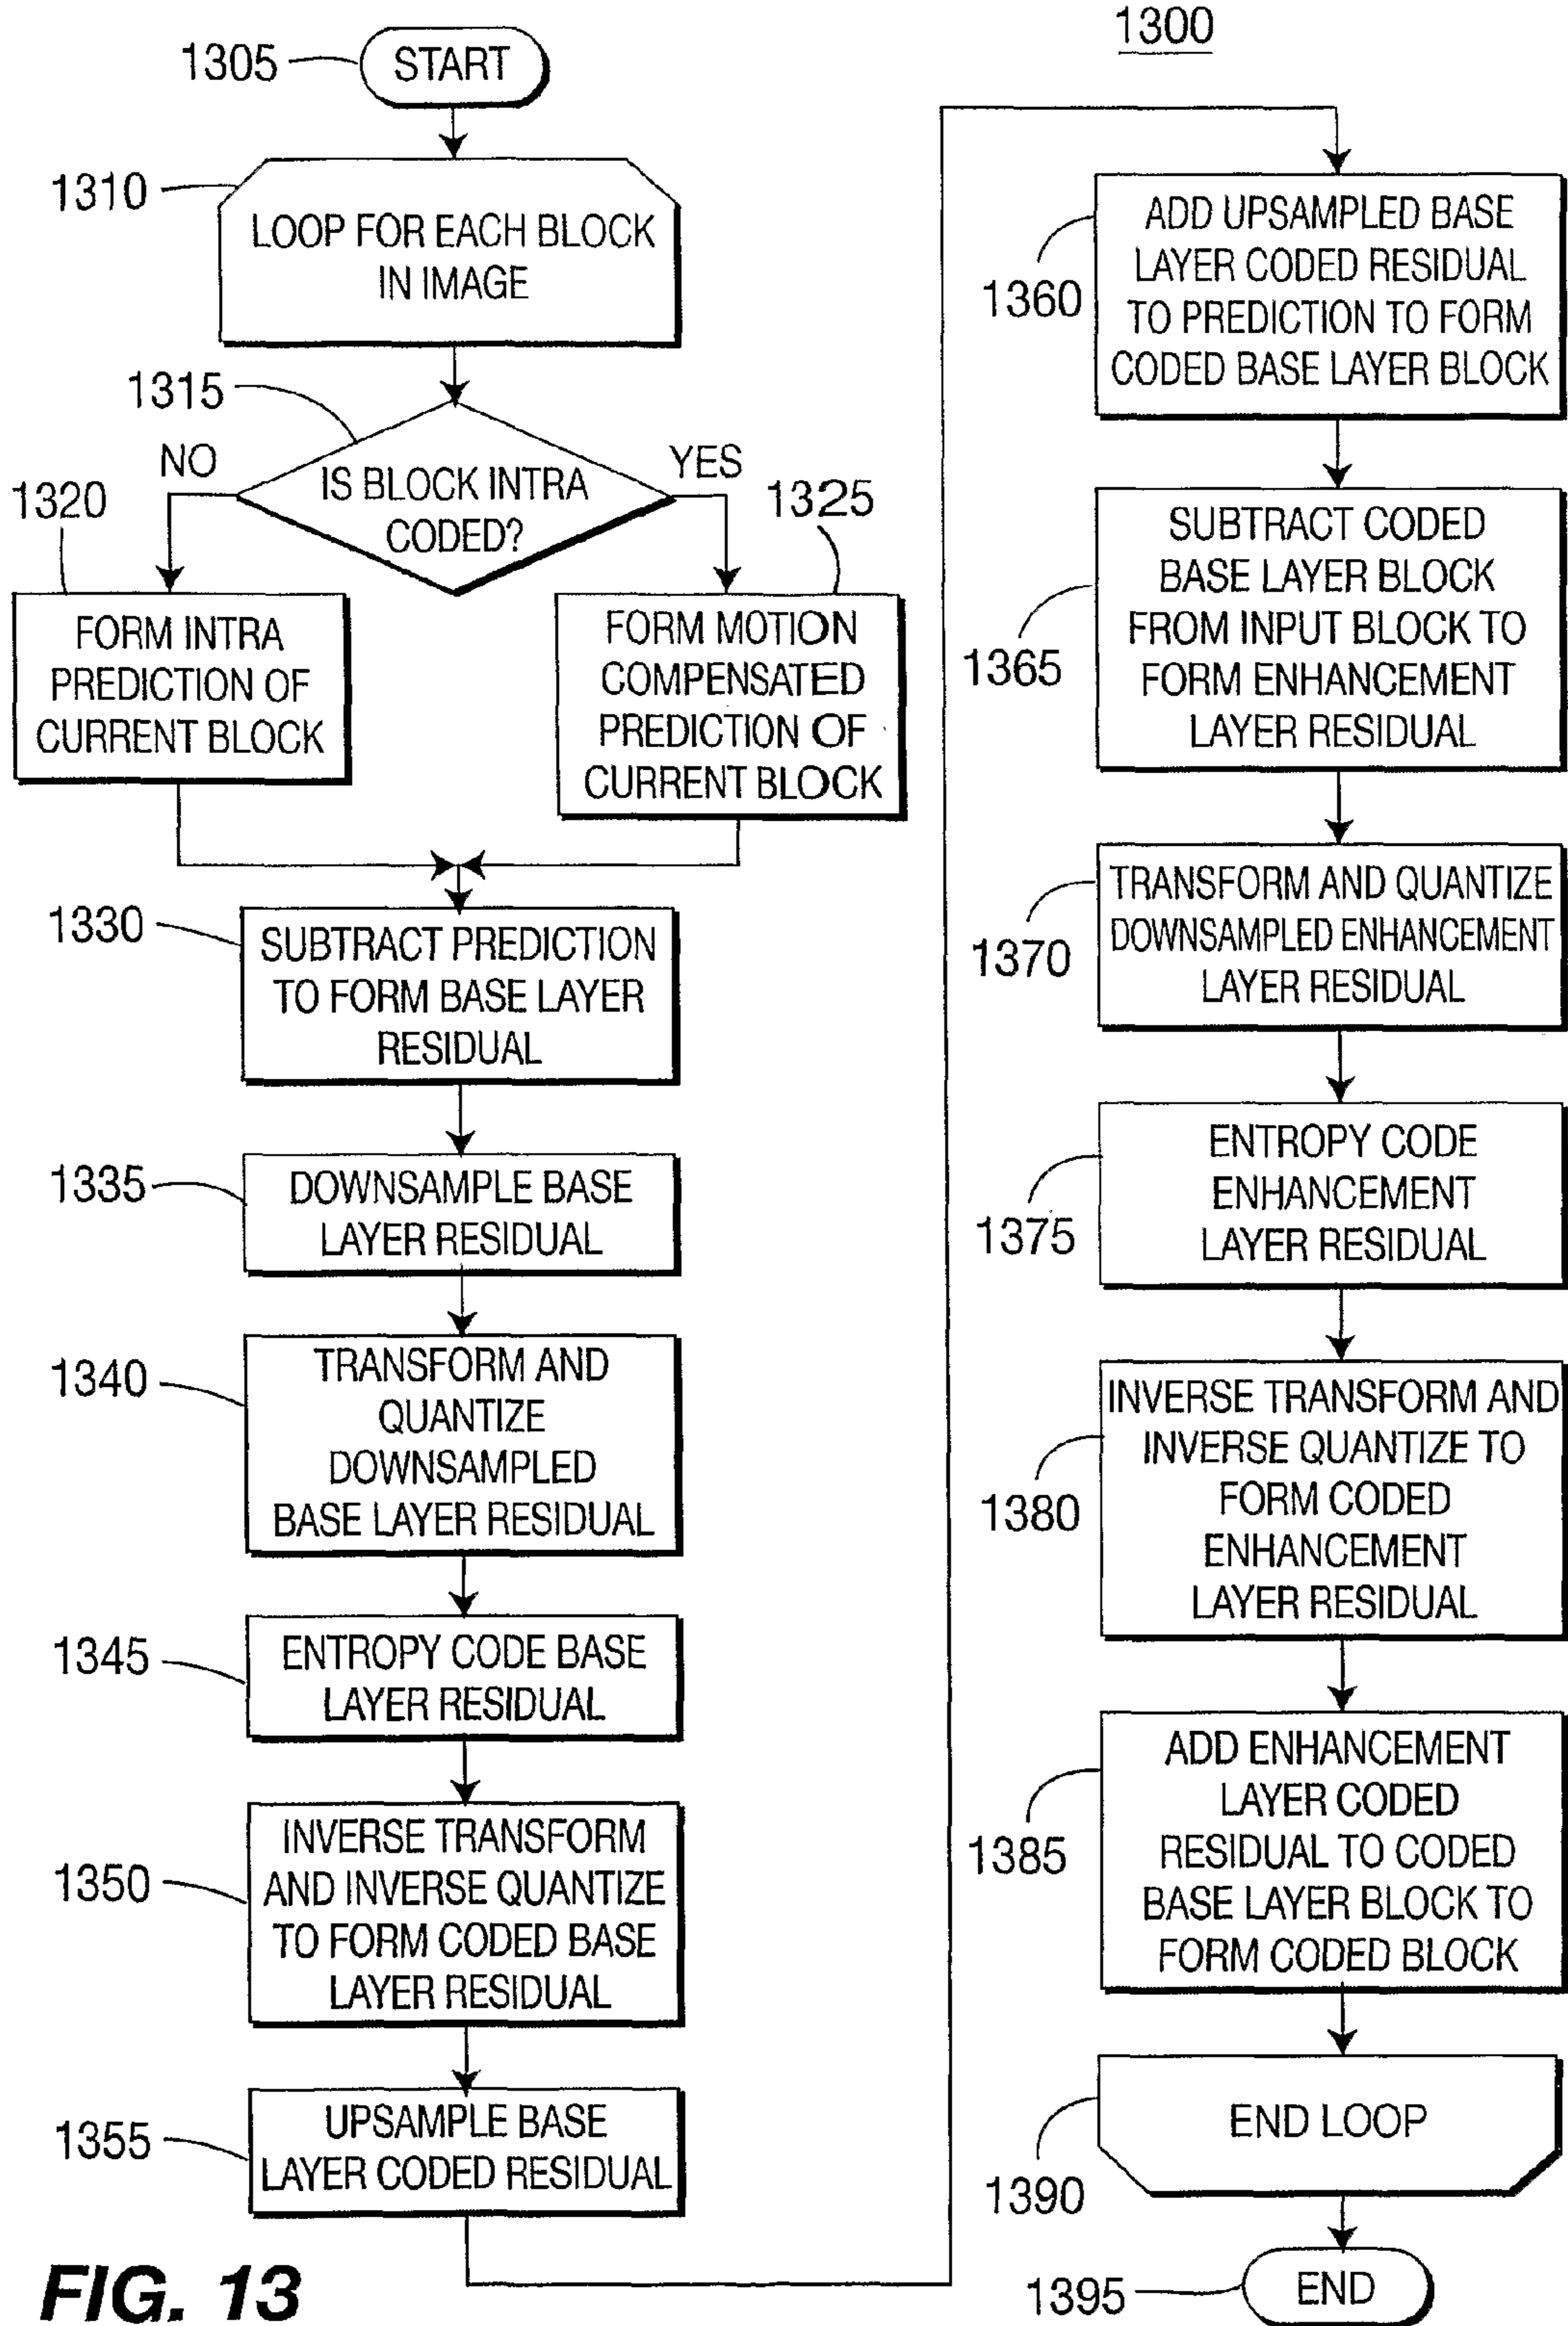 1300
1305
START
1310
LOOP FOR EACH BLOCK
IN IMAGE
1315
IS BLOCK INTRA
CODED?
NO
YES
1320
FORM INTRA
PREDICTION OF
CURRENT BLOCK
1325
FORM MOTION
COMPENSATED
PREDICTION OF
CURRENT BLOCK
1330
SUBTRACT PREDICTION
TO FORM BASE LAYER
RESIDUAL
1335
DOWNSAMPLE BASE
LAYER RESIDUAL
1340
TRANSFORM AND
QUANTIZE
DOWNSAMPLED
BASE LAYER RESIDUAL
1345
ENTROPY CODE BASE
LAYER RESIDUAL
1350
INVERSE TRANSFORM
AND INVERSE QUANTIZE
TO FORM CODED BASE
LAYER RESIDUAL
1355
UPSAMPLE BASE
LAYER CODED RESIDUAL
1360
ADD UPSAMPLED BASE
LAYER CODED RESIDUAL
TO PREDICTION TO FORM
CODED BASE LAYER BLOCK
1365
SUBTRACT CODED
BASE LAYER BLOCK
FROM INPUT BLOCK TO
FORM ENHANCEMENT
LAYER RESIDUAL
1370
TRANSFORM AND QUANTIZE
DOWNSAMPLED ENHANCEMENT
LAYER RESIDUAL
1375
ENTROPY CODE
ENHANCEMENT
LAYER RESIDUAL
1380
INVERSE TRANSFORM AND
INVERSE QUANTIZE TO
FORM CODED
ENHANCEMENT
LAYER RESIDUAL
1385
ADD ENHANCEMENT
LAYER CODED
RESIDUAL TO CODED
BASE LAYER BLOCK TO
FORM CODED BLOCK
1390
END LOOP
1395
END
FIG. 13